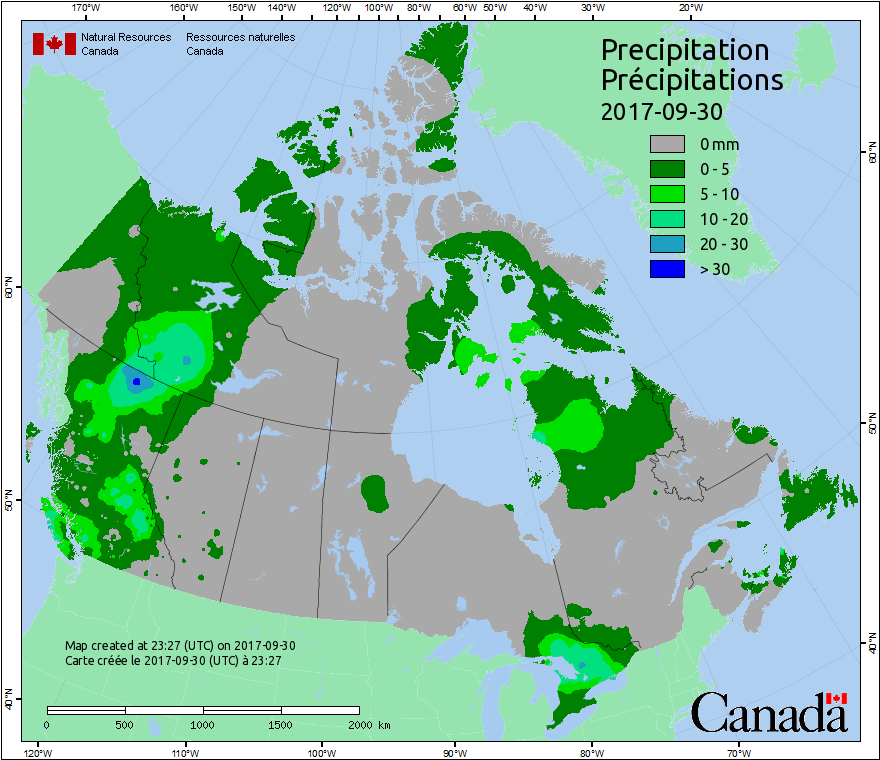 170°W 160°W 150°W 140°W 130°W 120°W 110°W 100°W 90°W 80°W 60°W 50°W 40°W 30°W 20°W
Natural Resources Ressources naturelles
Canada Canada
Precipitation
Précipitations
2017-09-30
0 mm
0 - 5
5 - 10
10 - 20
20 - 30
> 30
60°N
60°N
50°N
50°N
40°N
40°N
Map created at 23:27 (UTC) on 2017-09-30
Carte créée le 2017-09-30 (UTC) à 23:27
0 500 1000 1500 2000 km
Canada
120°W 110°W 100°W 90°W 80°W 70°W